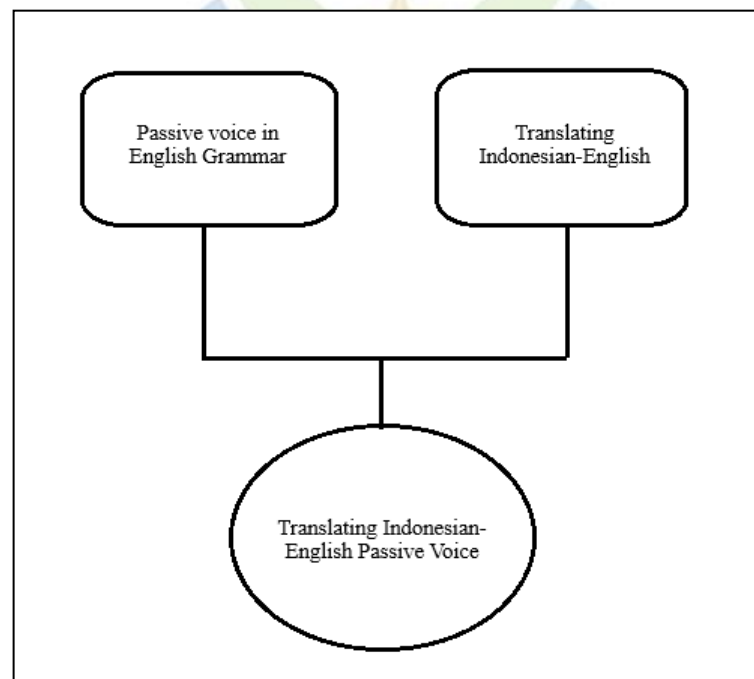 Passive voice in
English Grammar
Translating
Indonesian-English
Translating Indonesian-
English Passive Voice